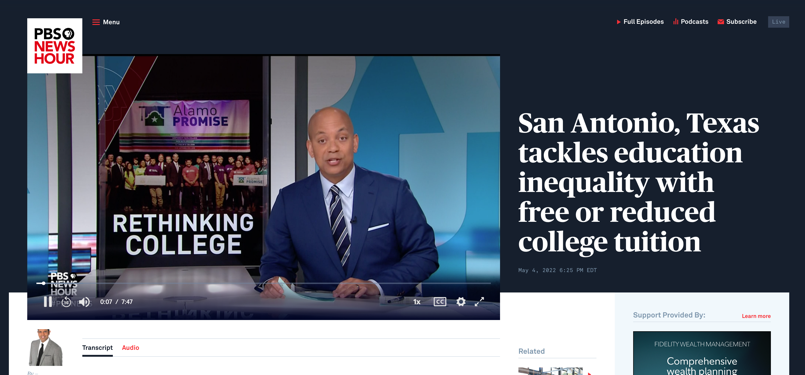 PBS
NEWS
HOUR
Menu
Full Episodes
Podcasts
Subscribe
Live
Alamo
PROMISE
RETHINKING
COLLEGE
PBS
NEWS
HOUR
0:07 / 7:47
1x
CC
San Antonio, Texas
tackles education
inequality with
free or reduced
college tuition
May 4, 2022 6:25 PM EDT
Transcript
Audio
Related
Support Provided By:
Learn more
FIDELITY WEALTH MANAGEMENT
Comprehensive
wealth planning